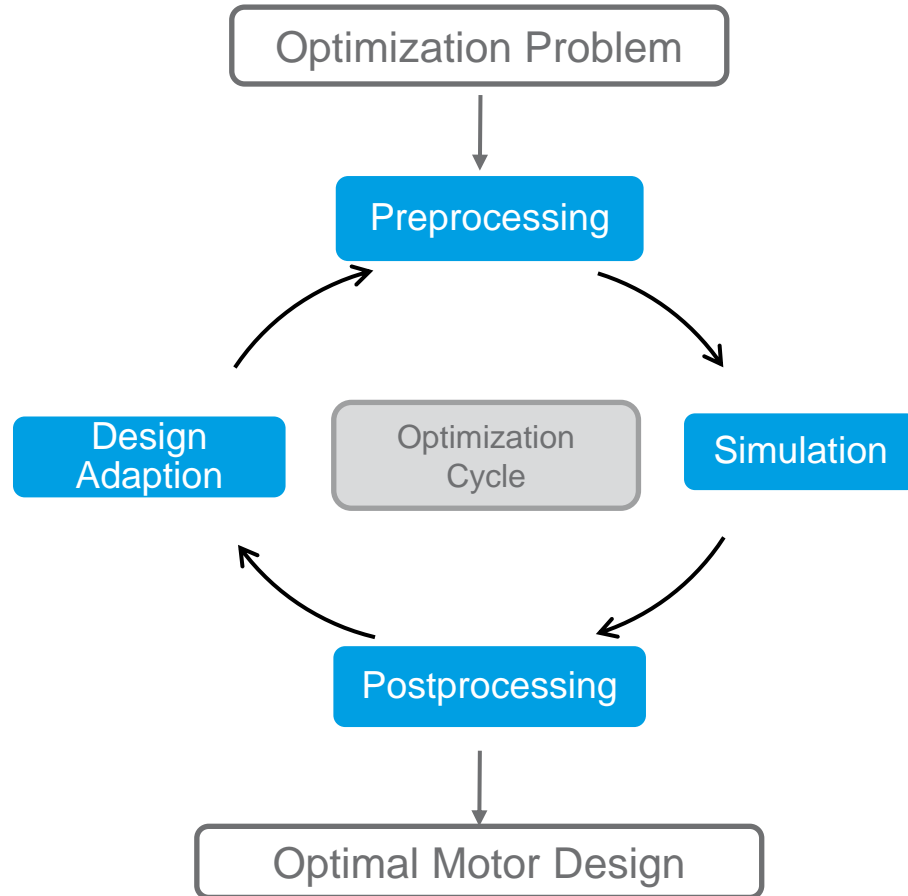 Optimization Problem
Preprocessing
Design
Adaption
Optimization
Cycle
Simulation
Postprocessing
Optimal Motor Design